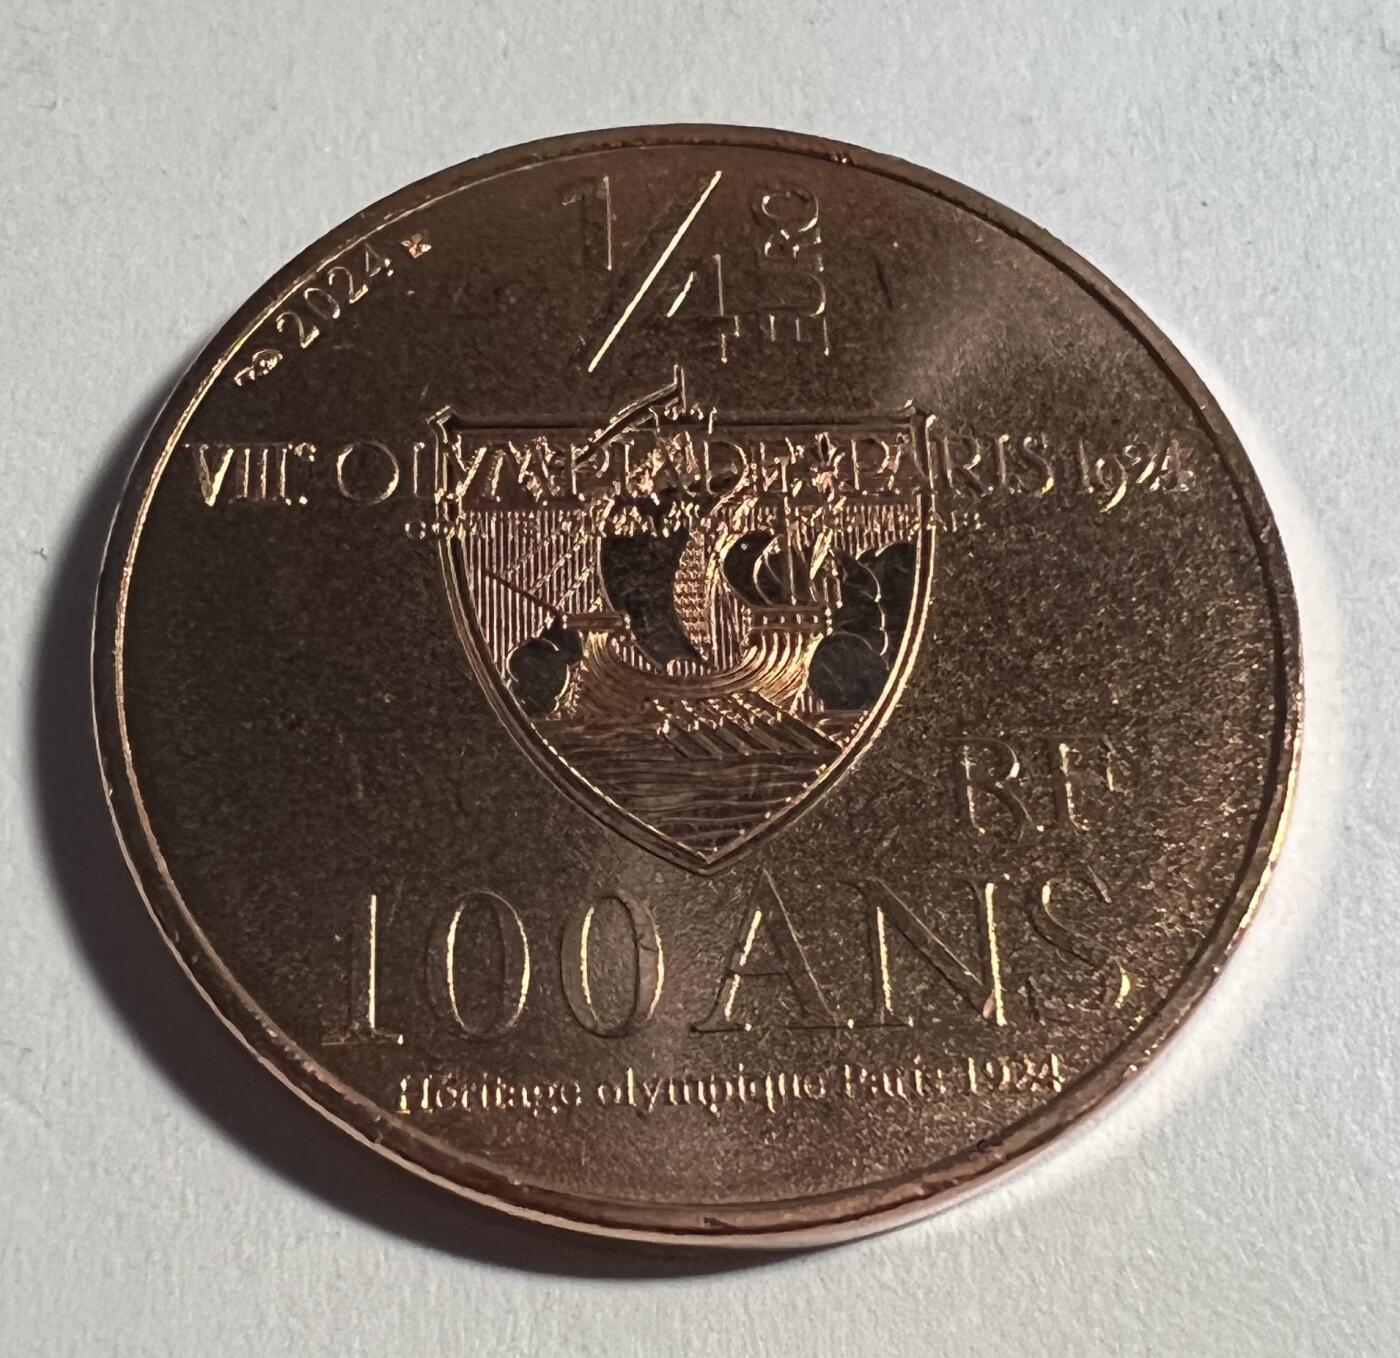 1/4 EURO
2024
VIIIE OLYMPIADE PARIS 1924
RF
100 ANS
Héritage olympique Paris 1924